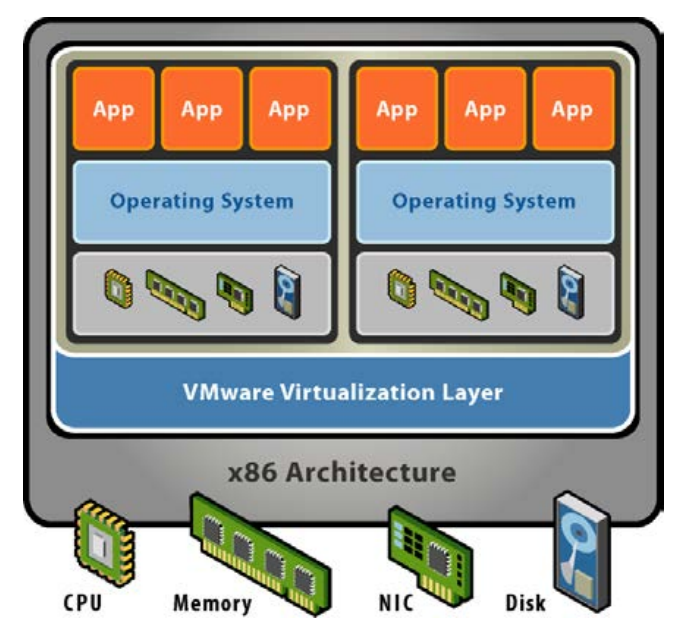 App App App App App App
Operating System Operating System
VMware Virtualization Layer
x86 Architecture
CPU Memory NIC Disk